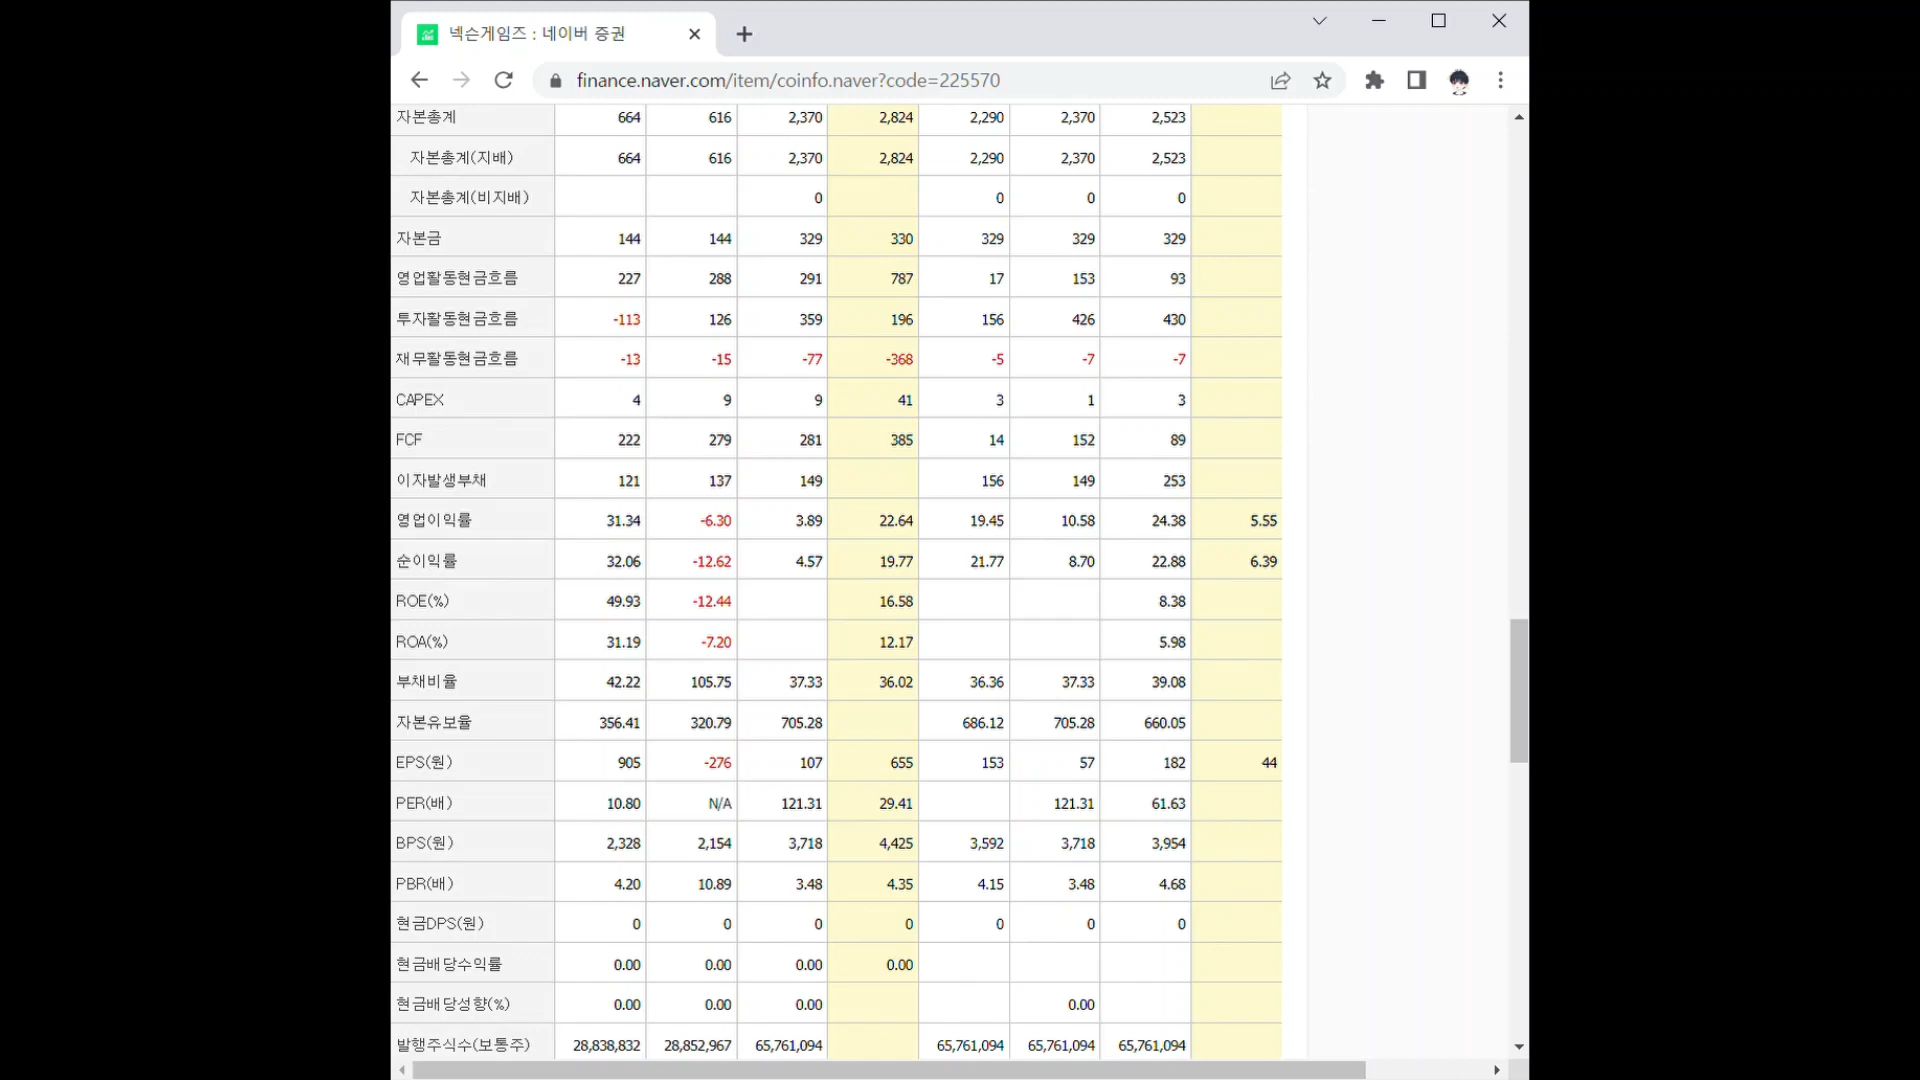 넥슨게임즈 : 네이버 증권
finance.naver.com/item/coinfo.naver?code=225570
자본총계 664 616 2,370 2,824 2,290 2,370 2,523
자본총계(지배) 664 616 2,370 2,824 2,290 2,370 2,523
자본총계(비지배) 0 0 0 0
자본금 144 144 329 330 329 329 329
영업활동현금흐름 227 288 291 787 17 153 93
투자활동현금흐름 -113 126 359 196 156 426 430
재무활동현금흐름 -13 -15 -77 -368 -5 -7 -7
CAPEX 4 9 9 41 3 1 3
FCF 222 279 281 385 14 152 89
이자발생부채 121 137 149 156 149 253
영업이익률 31.34 -6.30 3.89 22.64 19.45 10.58 24.38 5.55
순이익률 32.06 -12.62 4.57 19.77 21.77 8.70 22.88 6.39
ROE(%) 49.93 -12.44 16.58 8.38
ROA(%) 31.19 -7.20 12.17 5.98
부채비율 42.22 105.75 37.33 36.02 36.36 37.33 39.08
자본유보율 356.41 320.79 705.28 686.12 705.28 660.05
EPS(원) 905 -276 107 655 153 57 182 44
PER(배) 10.80 N/A 121.31 29.41 121.31 61.63
BPS(원) 2,328 2,154 3,718 4,425 3,592 3,718 3,954
PBR(배) 4.20 10.89 3.48 4.35 4.15 3.48 4.68
현금DPS(원) 0 0 0 0 0 0 0
현금배당수익률 0.00 0.00 0.00 0.00
현금배당성향(%) 0.00 0.00 0.00 0.00
발행주식수(보통주) 28,838,832 28,852,967 65,761,094 65,761,094 65,761,094 65,761,094